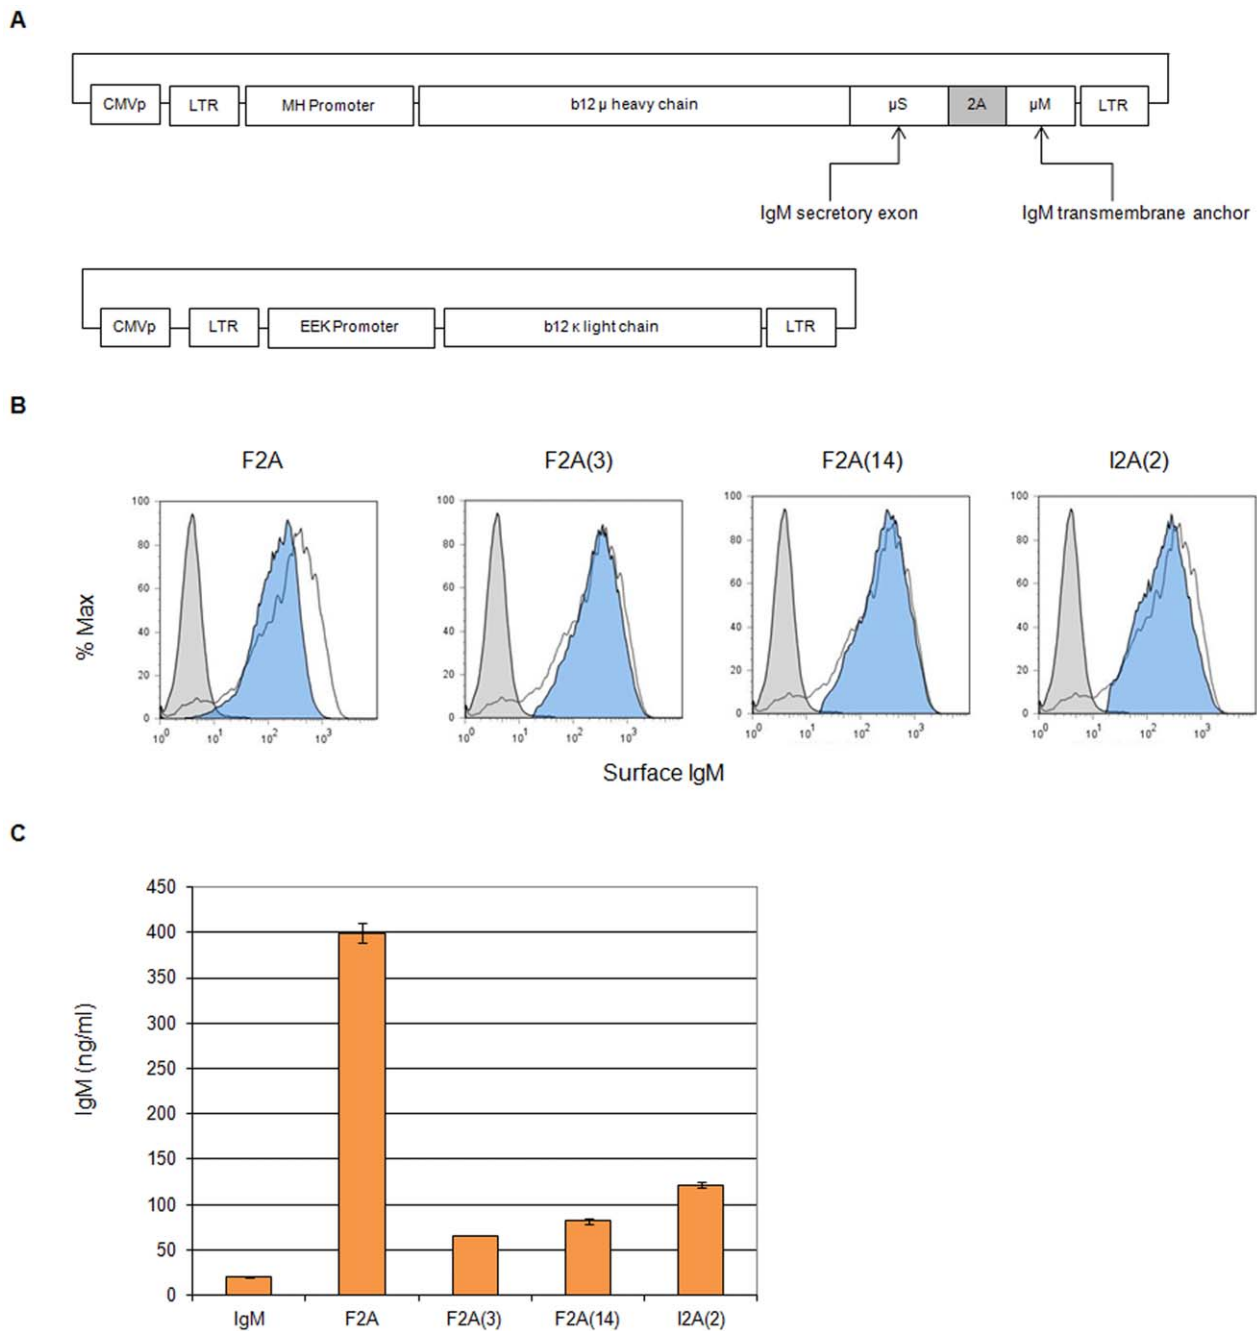 A
CMVp LTR MH Promoter b12 µ heavy chain µS 2A µM LTR
IgM secretory exon IgM transmembrane anchor
CMVp LTR EEK Promoter b12 κ light chain LTR
B
F2A F2A(3) F2A(14) I2A(2)
100 100 100 100
80 80 80 80
60 60 60 60
40 40 40 40
20 20 20 20
0 0 0 0
10⁰ 10¹ 10² 10³ 10⁰ 10¹ 10² 10³ 10⁰ 10¹ 10² 10³ 10⁰ 10¹ 10² 10³
% Max
Surface IgM
C
450
400
350
300
250
200
150
100
50
0
IgM (ng/ml)
IgM F2A F2A(3) F2A(14) I2A(2)